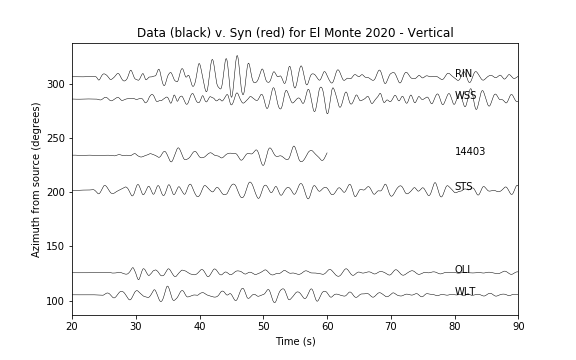 Data (black) v. Syn (red) for El Monte 2020 - Vertical
Azimuth from source (degrees)
300
250
200
150
100
RIN
WSS
14403
STS
OLI
WLT
20 30 40 50 60 70 80 90
Time (s)